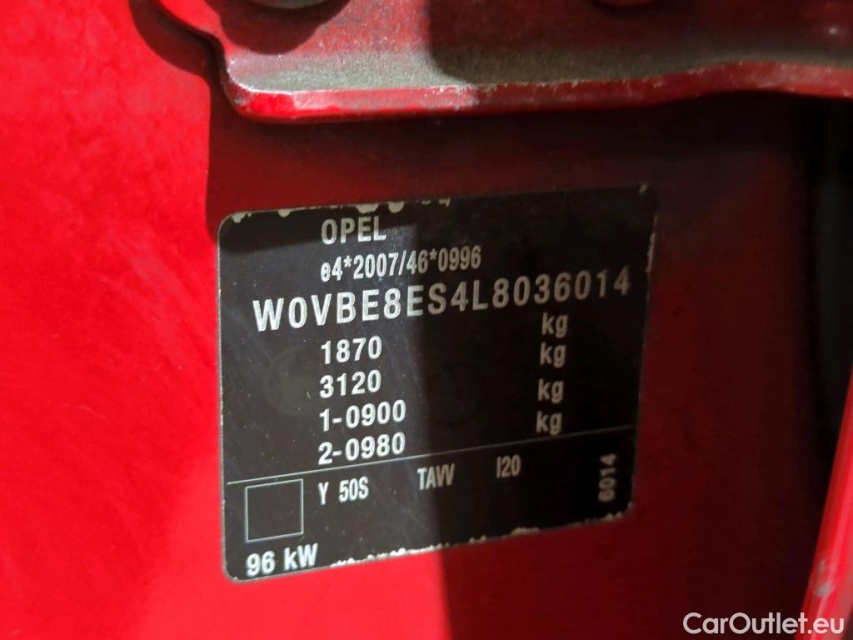 OPEL
e4*2007/46*0996
W0VBE8ES4L8036014
1870 kg
3120 kg
1-0900 kg
2-0980 kg
Y 50S TAVV I20 6014
96 kW
CarOutlet.eu